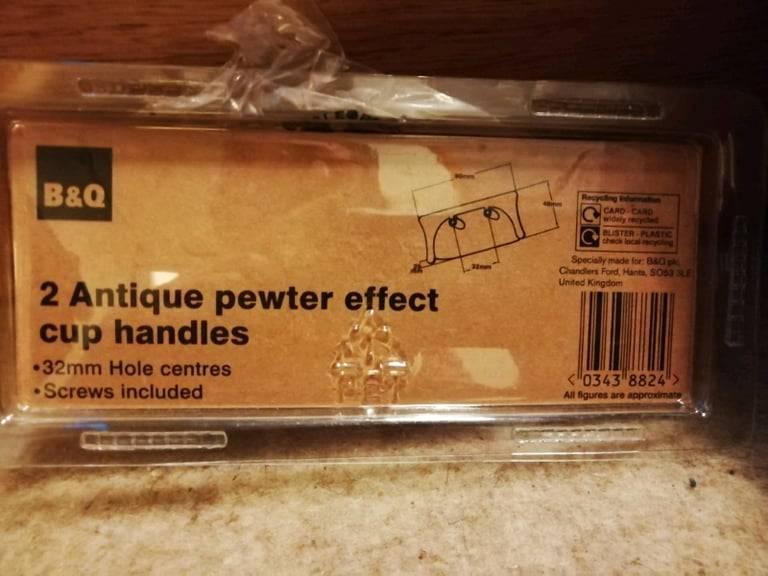 B&Q
90mm
48mm
32mm
Recycling Information
CARD - CARD
widely recycled
BLISTER - PLASTIC
check local recycling
Specially made for: B&Q plc,
Chandlers Ford, Hants, SO53 3LE
United Kingdom
2 Antique pewter effect
cup handles
•32mm Hole centres
•Screws included
<0343 8824>
All figures are approximate